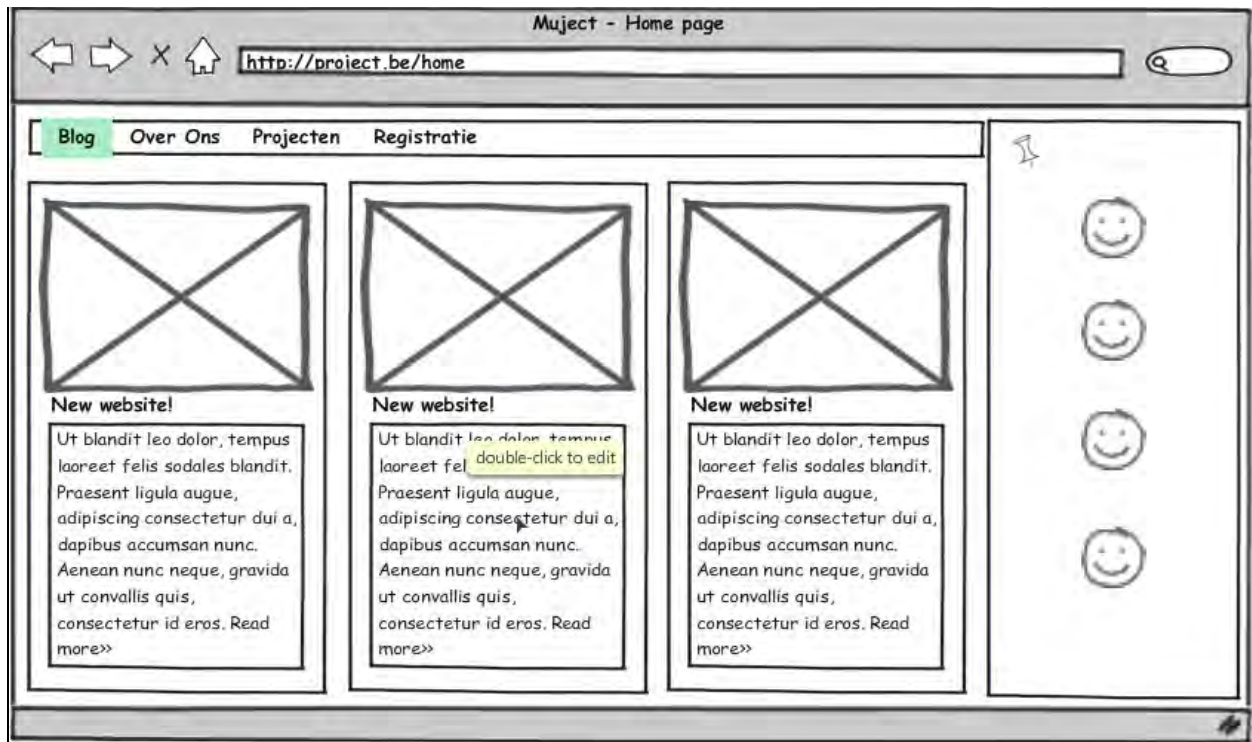 Muject - Home page
http://project.be/home
Blog Over Ons Projecten Registratie
New website!
Ut blandit leo dolor, tempus
laoreet felis sodales blandit.
Praesent ligula augue,
adipiscing consectetur dui a,
dapibus accumsan nunc.
Aenean nunc neque, gravida
ut convallis quis,
consectetur id eros. Read
more>>
New website!
Ut blandit leo dolor, tempus
laoreet fel
double-click to edit
Praesent ligula augue,
adipiscing consectetur dui a,
dapibus accumsan nunc.
Aenean nunc neque, gravida
ut convallis quis,
consectetur id eros. Read
more>>
New website!
Ut blandit leo dolor, tempus
laoreet felis sodales blandit.
Praesent ligula augue,
adipiscing consectetur dui a,
dapibus accumsan nunc.
Aenean nunc neque, gravida
ut convallis quis,
consectetur id eros. Read
more>>